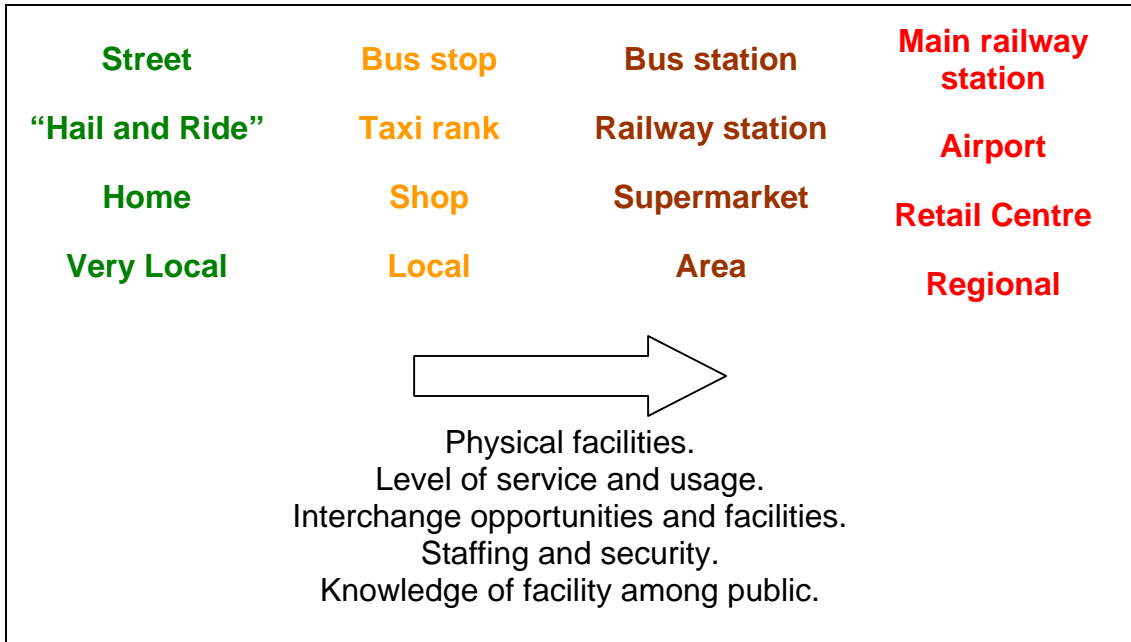 Street
“Hail and Ride”
Home
Very Local
Bus stop
Taxi rank
Shop
Local
Bus station
Railway station
Supermarket
Area
Main railway
station
Airport
Retail Centre
Regional
Physical facilities.
Level of service and usage.
Interchange opportunities and facilities.
Staffing and security.
Knowledge of facility among public.